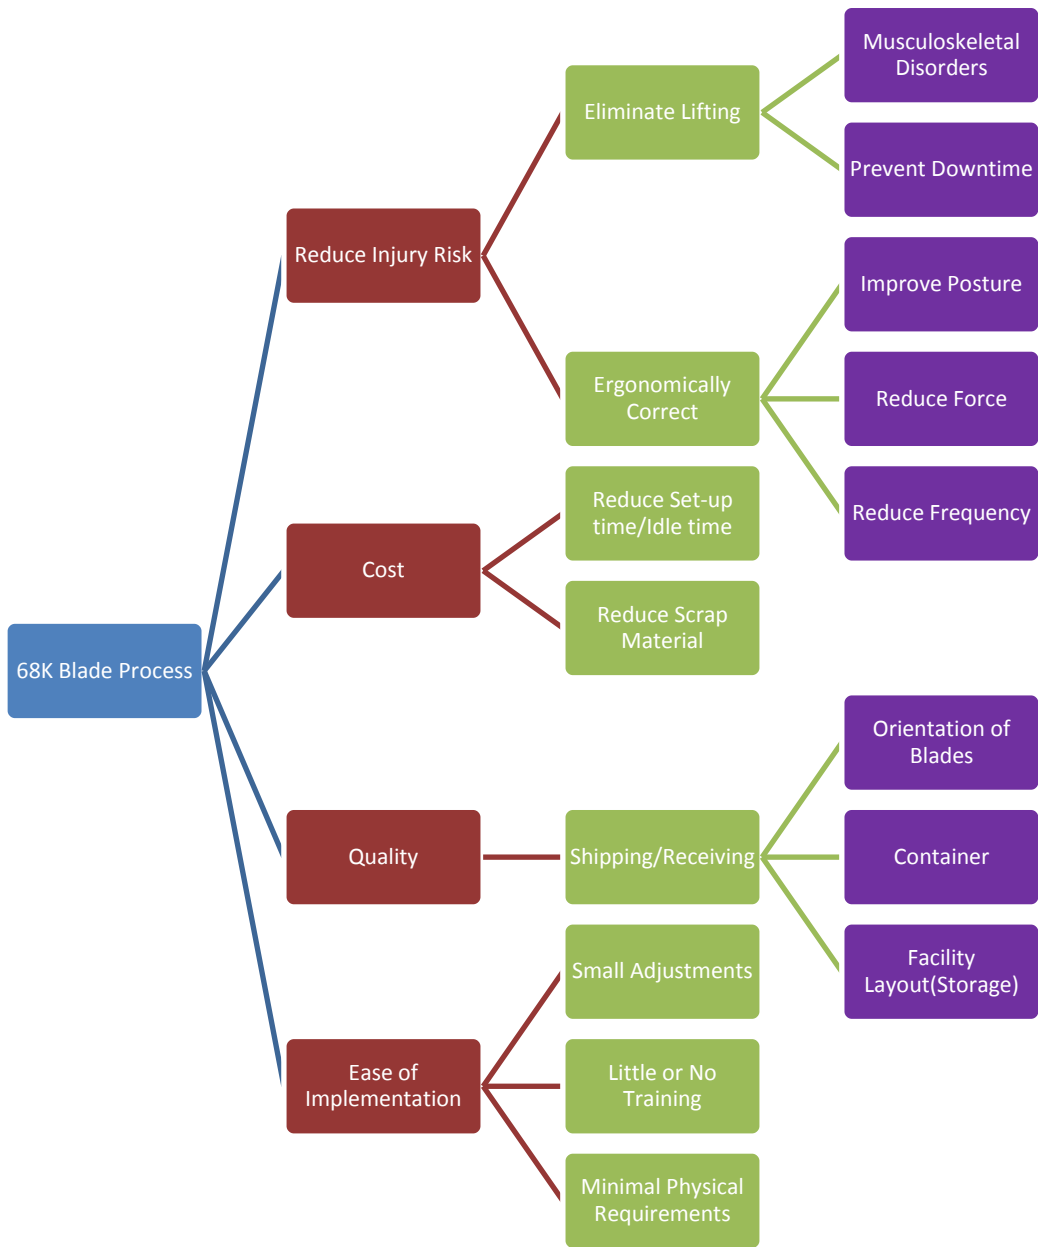 Musculoskeletal
Disorders
Eliminate Lifting
Prevent Downtime
Reduce Injury Risk
Improve Posture
Ergonomically
Correct
Reduce Force
Reduce Set-up
time/Idle time
Reduce Frequency
Cost
Reduce Scrap
Material
68K Blade Process
Orientation of
Blades
Quality
Shipping/Receiving
Container
Small Adjustments
Facility
Layout(Storage)
Ease of
Implementation
Little or No
Training
Minimal Physical
Requirements